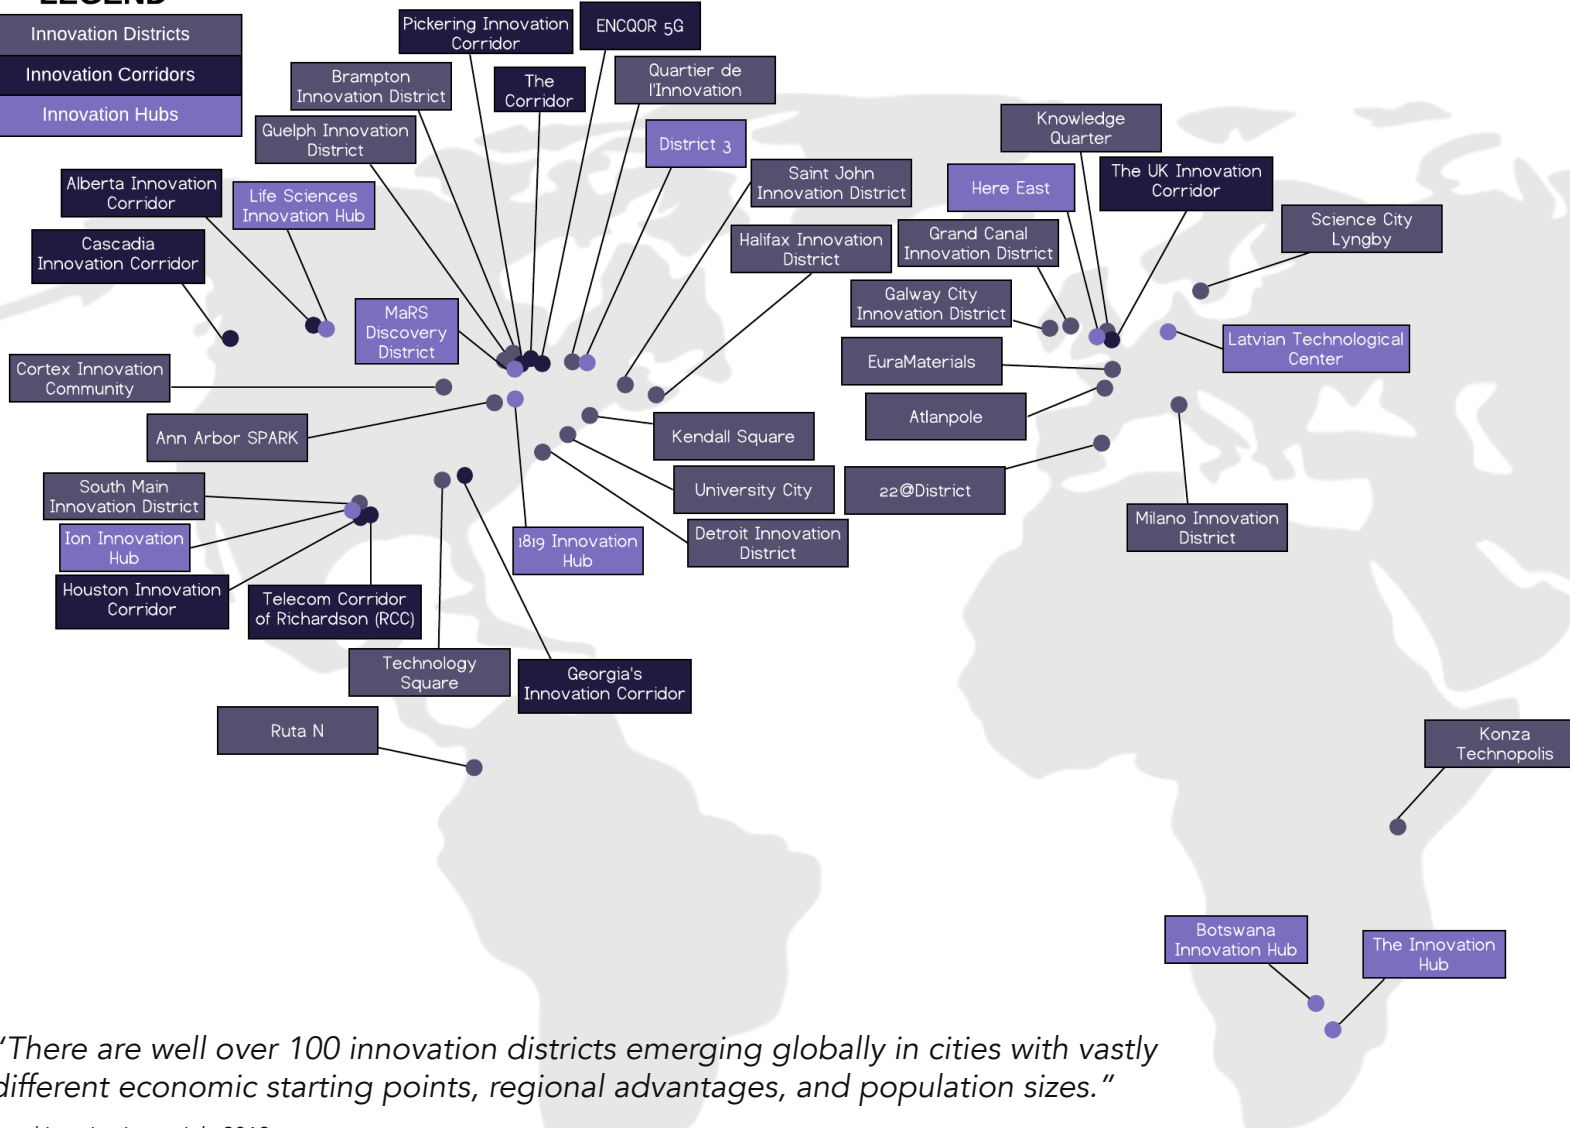 LEGEND
Innovation Districts
Innovation Corridors
Innovation Hubs
Pickering Innovation
Corridor
ENCQOR 5G
Brampton
Innovation District
The
Corridor
Quartier de
l'Innovation
Guelph Innovation
District
District 3
Knowledge
Quarter
Alberta Innovation
Corridor
Life Sciences
Innovation Hub
Saint John
Innovation District
Here East
The UK Innovation
Corridor
Cascadia
Innovation Corridor
Halifax Innovation
District
Grand Canal
Innovation District
Science City
Lyngby
MaRS
Discovery
District
Galway City
Innovation District
Latvian Technological
Center
Cortex Innovation
Community
EuraMaterials
Atlanpole
Ann Arbor SPARK
Kendall Square
South Main
Innovation District
University City
22@District
Ion Innovation
Hub
1819 Innovation
Hub
Detroit Innovation
District
Milano Innovation
District
Houston Innovation
Corridor
Telecom Corridor
of Richardson (RCC)
Technology
Square
Georgia's
Innovation Corridor
Ruta N
Konza
Technopolis
Botswana
Innovation Hub
The Innovation
Hub
"There are well over 100 innovation districts emerging globally in cities with vastly
different economic starting points, regional advantages, and population sizes."